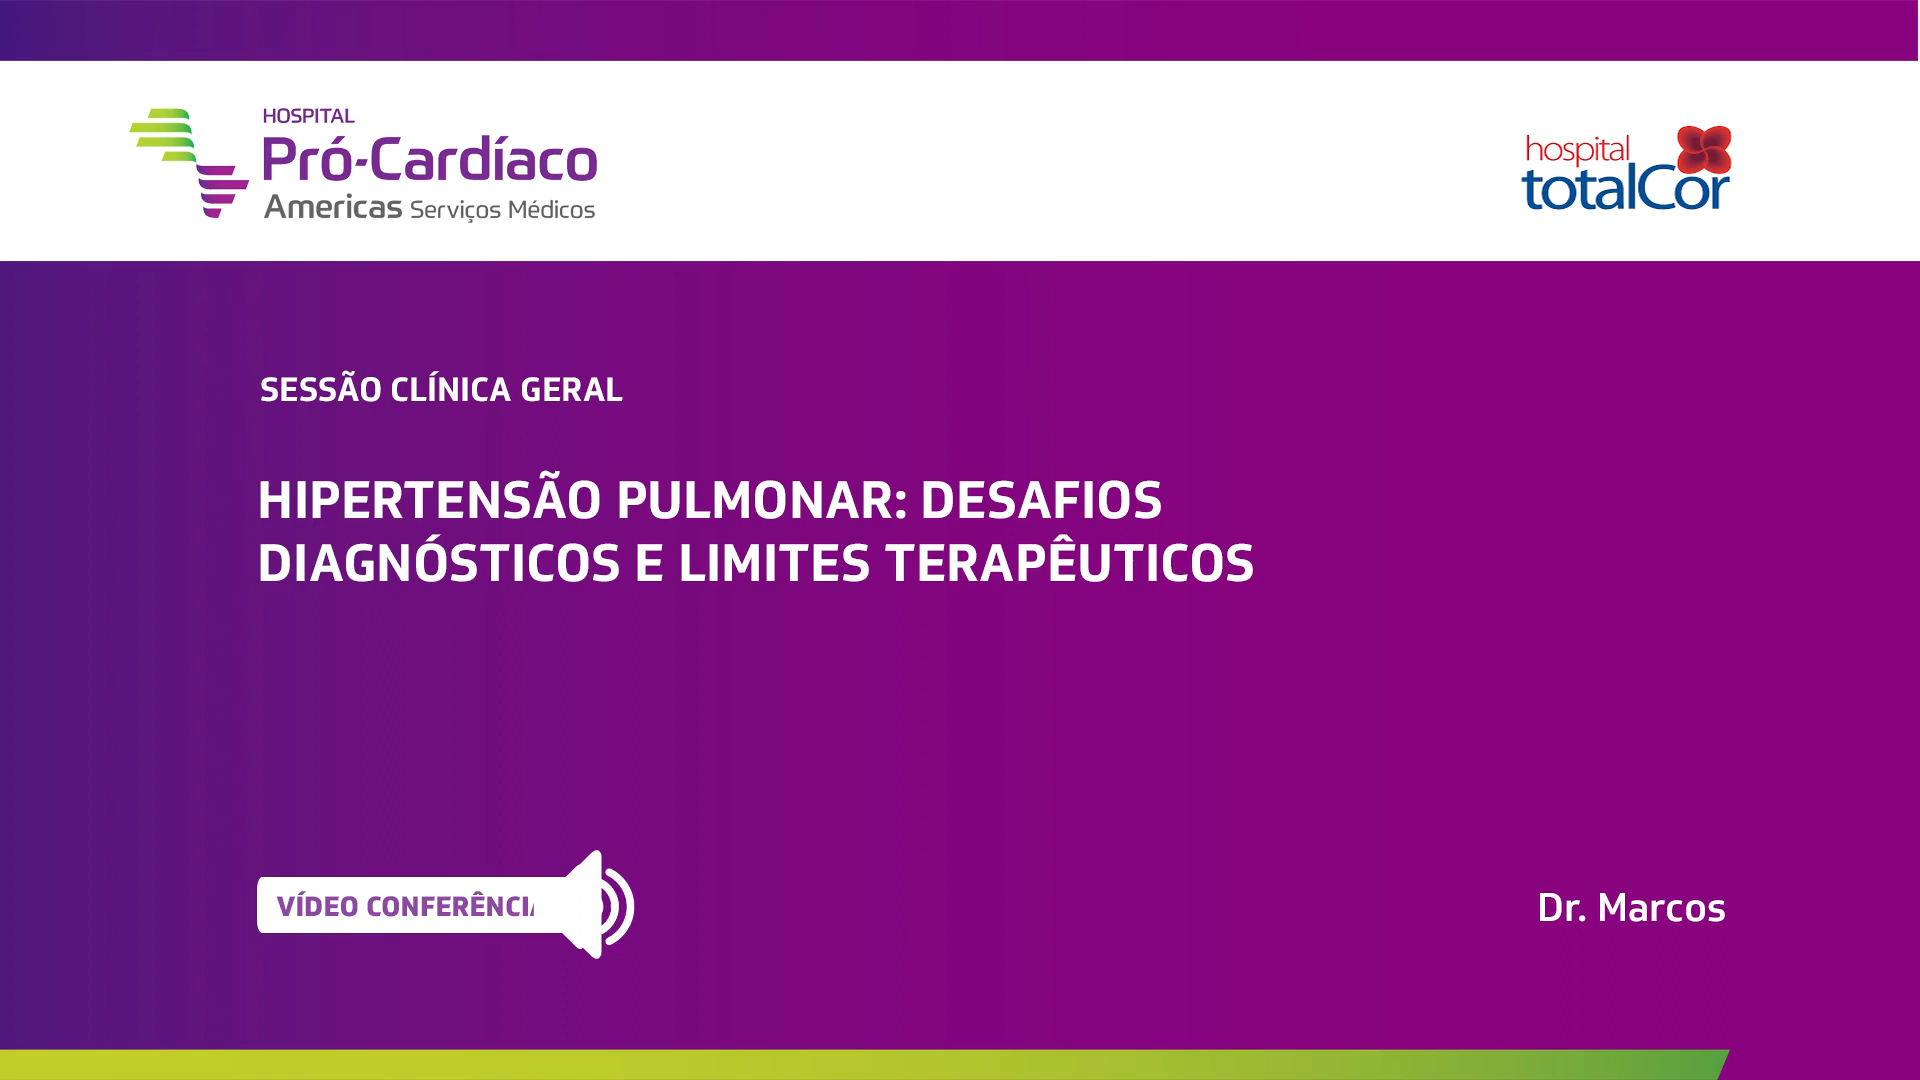 HOSPITAL
Pró-Cardíaco
Americas Serviços Médicos
hospital
totalCor
SESSÃO CLÍNICA GERAL
HIPERTENSÃO PULMONAR: DESAFIOS
DIAGNÓSTICOS E LIMITES TERAPÊUTICOS
VÍDEO CONFERÊNCIA
Dr. Marcos